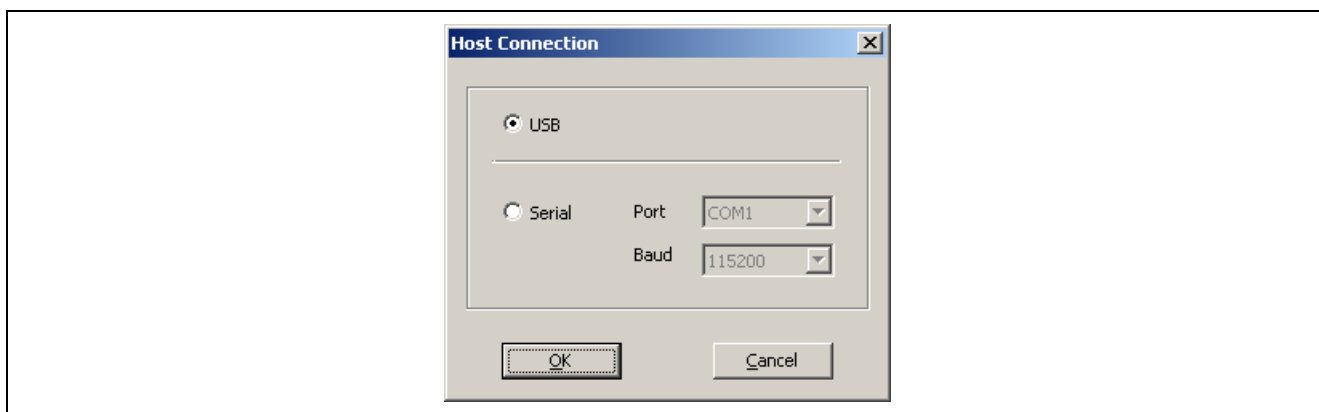 Host Connection
USB
Serial Port COM1
Baud 115200
OK Cancel